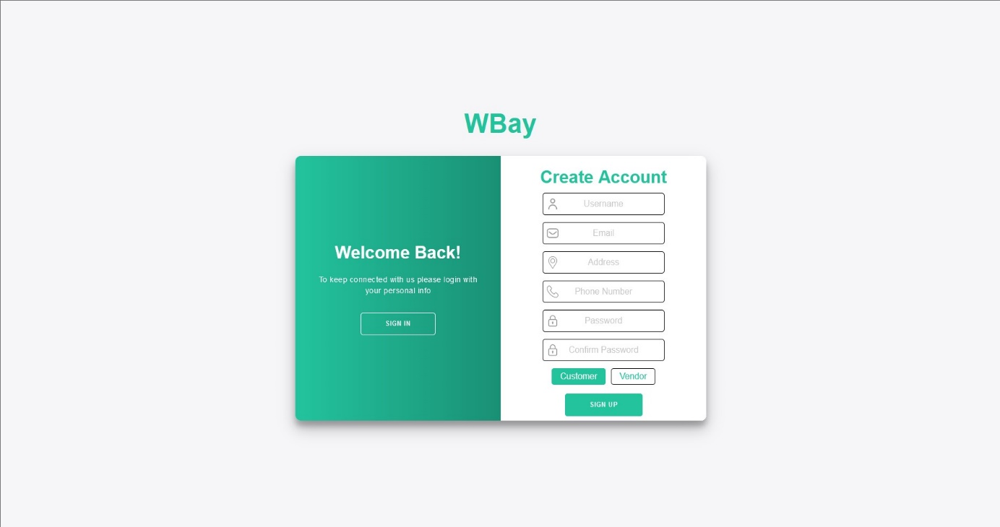 WBay
Welcome Back!
To keep connected with us please login with
your personal info
SIGN IN
Create Account
Username
Email
Address
Phone Number
Password
Confirm Password
Customer Vendor
SIGN UP